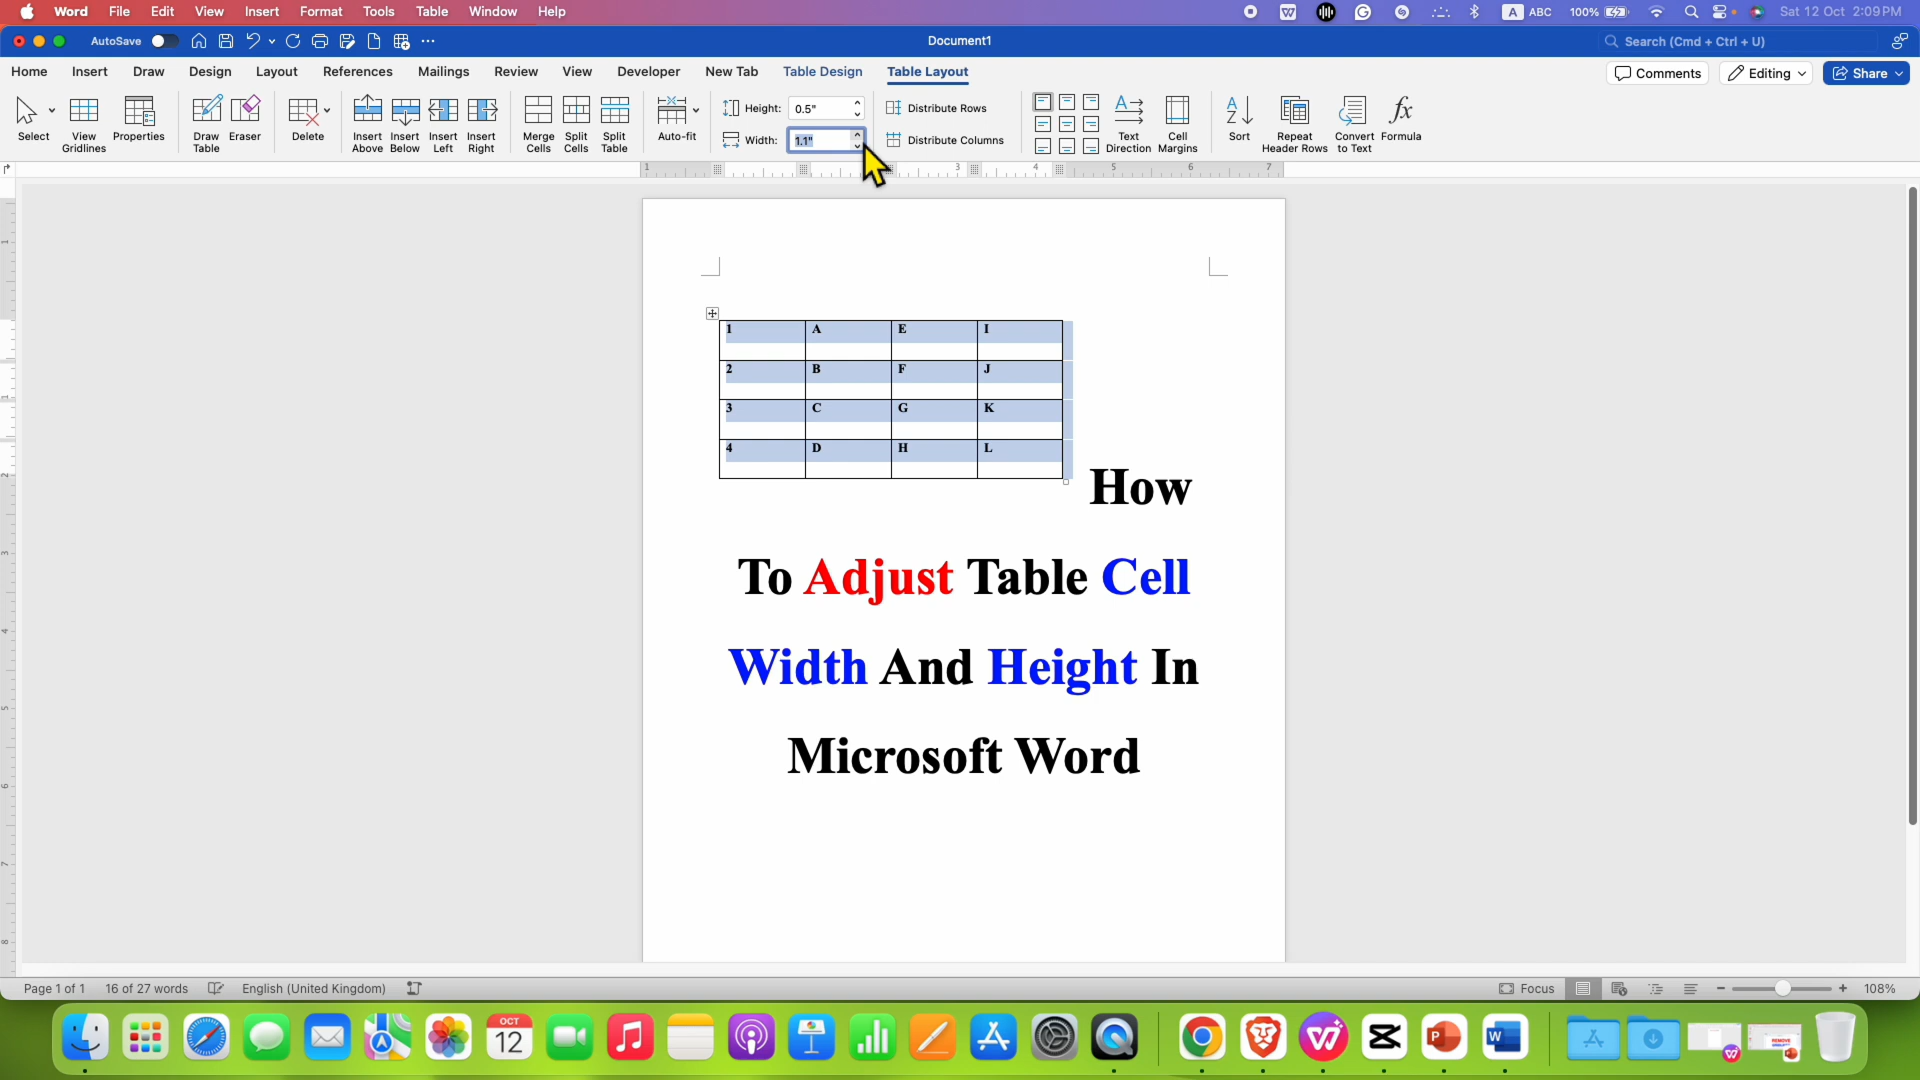 Word File Edit View Insert Format Tools Table Window Help ABC 100% Sat 12 Oct 2:09 PM
AutoSave Document1 Search (Cmd + Ctrl + U)
Home Insert Draw Design Layout References Mailings Review View Developer New Tab Table Design Table Layout Comments Editing Share
Height: 0.5" Distribute Rows
Width: 1.1" Distribute Columns
Select View Gridlines Properties Draw Table Eraser Delete Insert Above Insert Below Insert Left Insert Right Merge Cells Split Cells Split Table Auto-fit Text Direction Cell Margins Sort Repeat Header Rows Convert to Text Formula
1 A E I
2 B F J
3 C G K
4 D H L
How
To Adjust Table Cell
Width And Height In
Microsoft Word
Page 1 of 1 16 of 27 words English (United Kingdom) Focus 108%
OCT
12